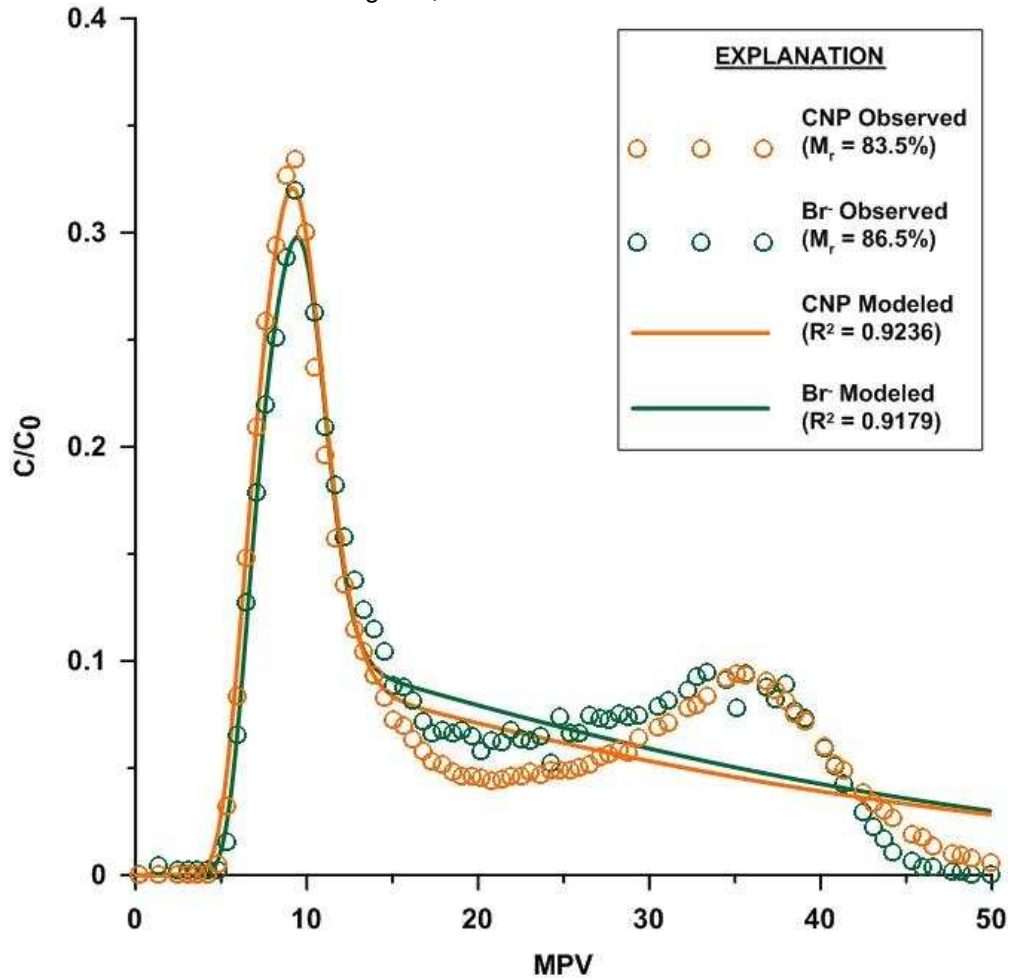 0.4
0.3
0.2
0.1
0
C/C0
0
10
20
30
40
50
MPV
EXPLANATION
CNP Observed
(Mr = 83.5%)
Br- Observed
(Mr = 86.5%)
CNP Modeled
(R² = 0.9236)
Br- Modeled
(R² = 0.9179)